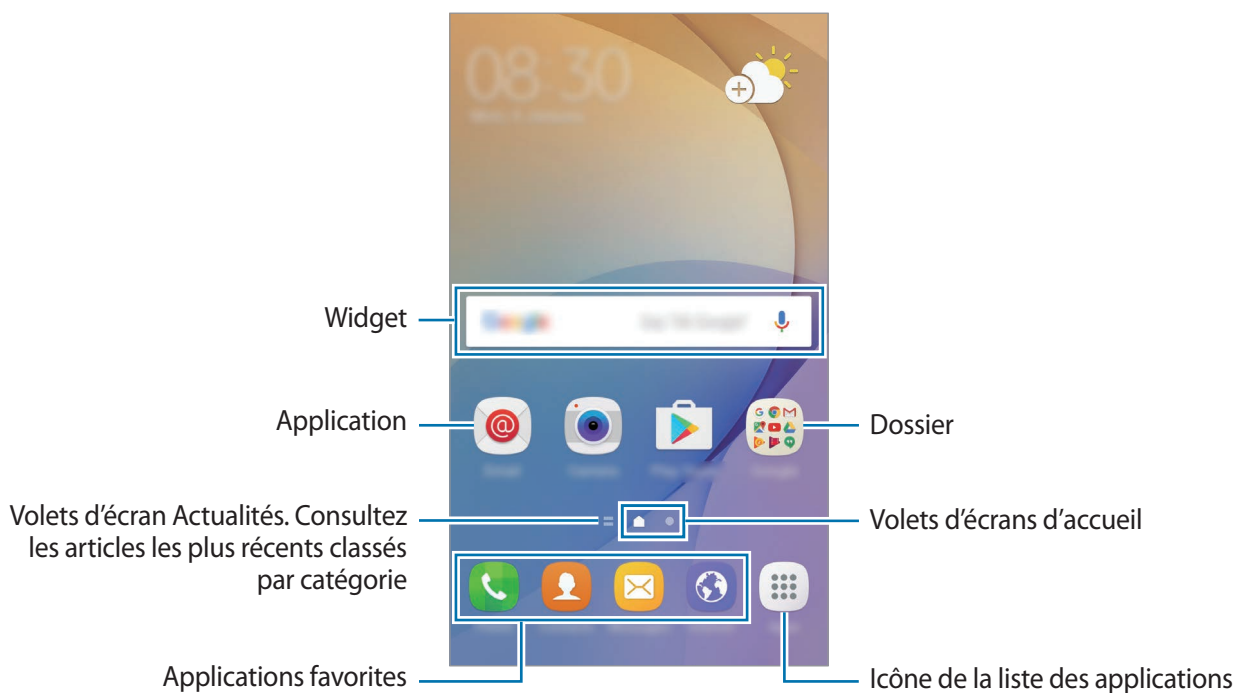 08:30
Widget
Google
Application
Dossier
Volets d'écran Actualités. Consultez
les articles les plus récents classés
par catégorie
Volets d'écrans d'accueil
Applications favorites
Icône de la liste des applications